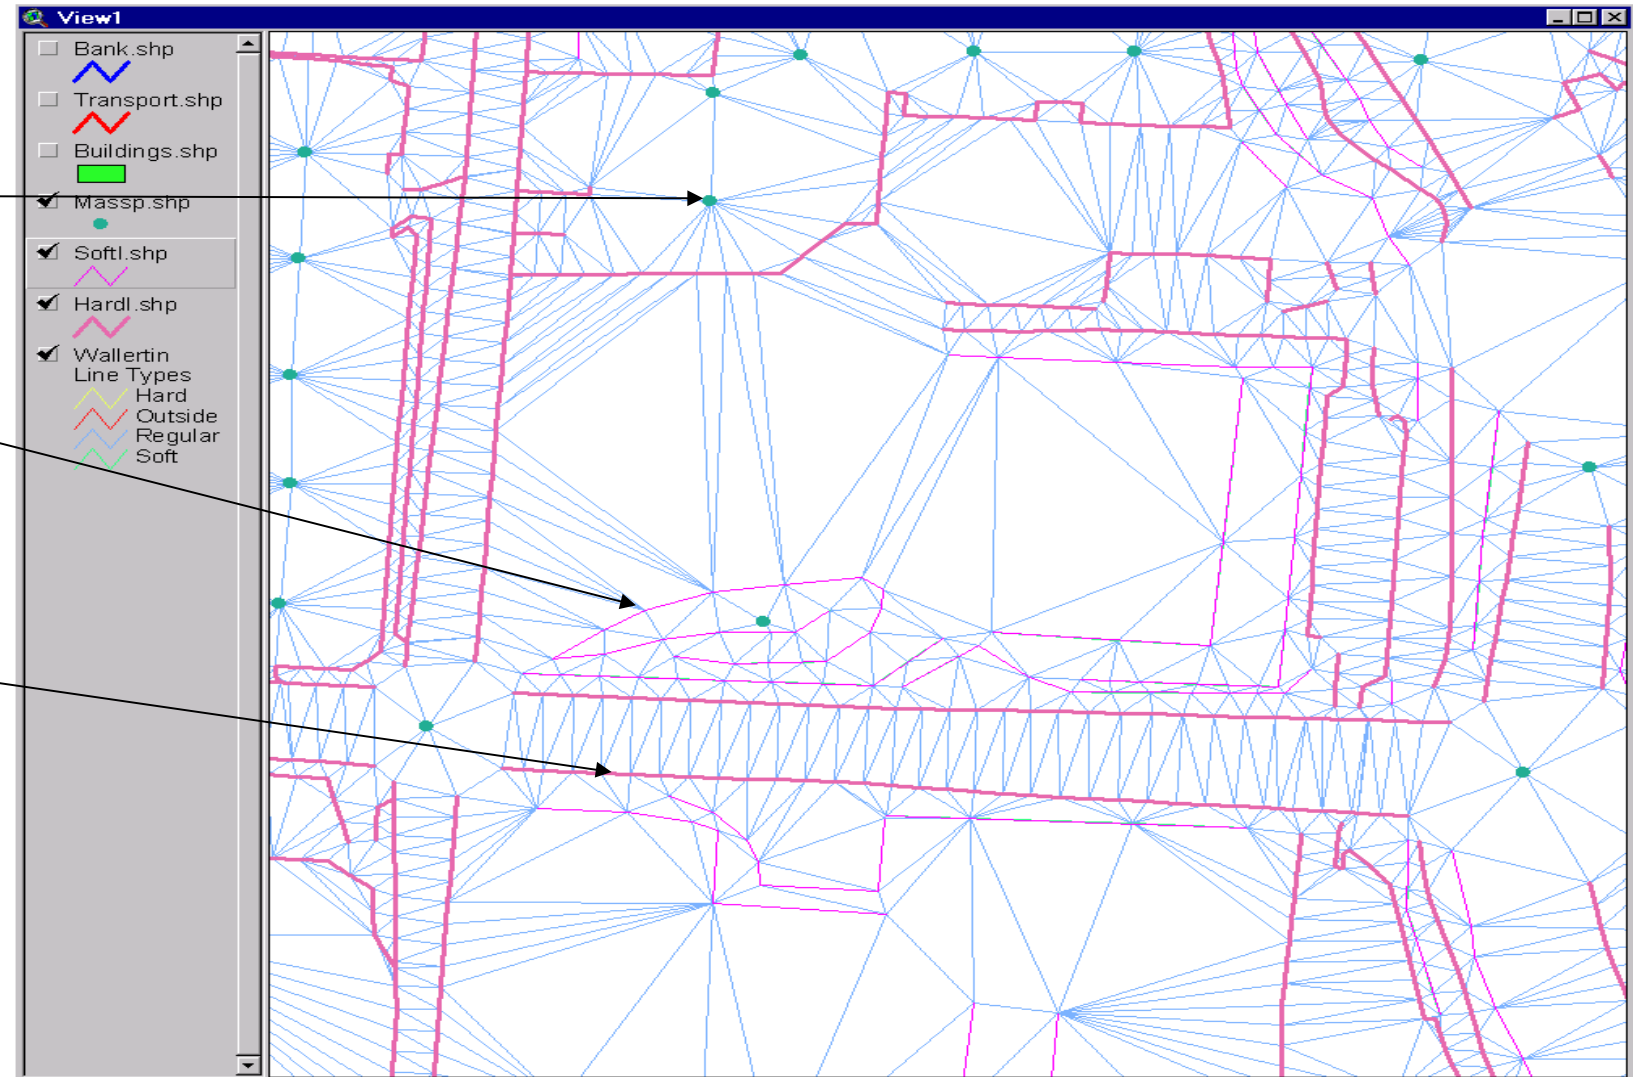 View1
Bank.shp
Transport.shp
Buildings.shp
Massp.shp
Softl.shp
Hardl.shp
Wallertin
Line Types
Hard
Outside
Regular
Soft